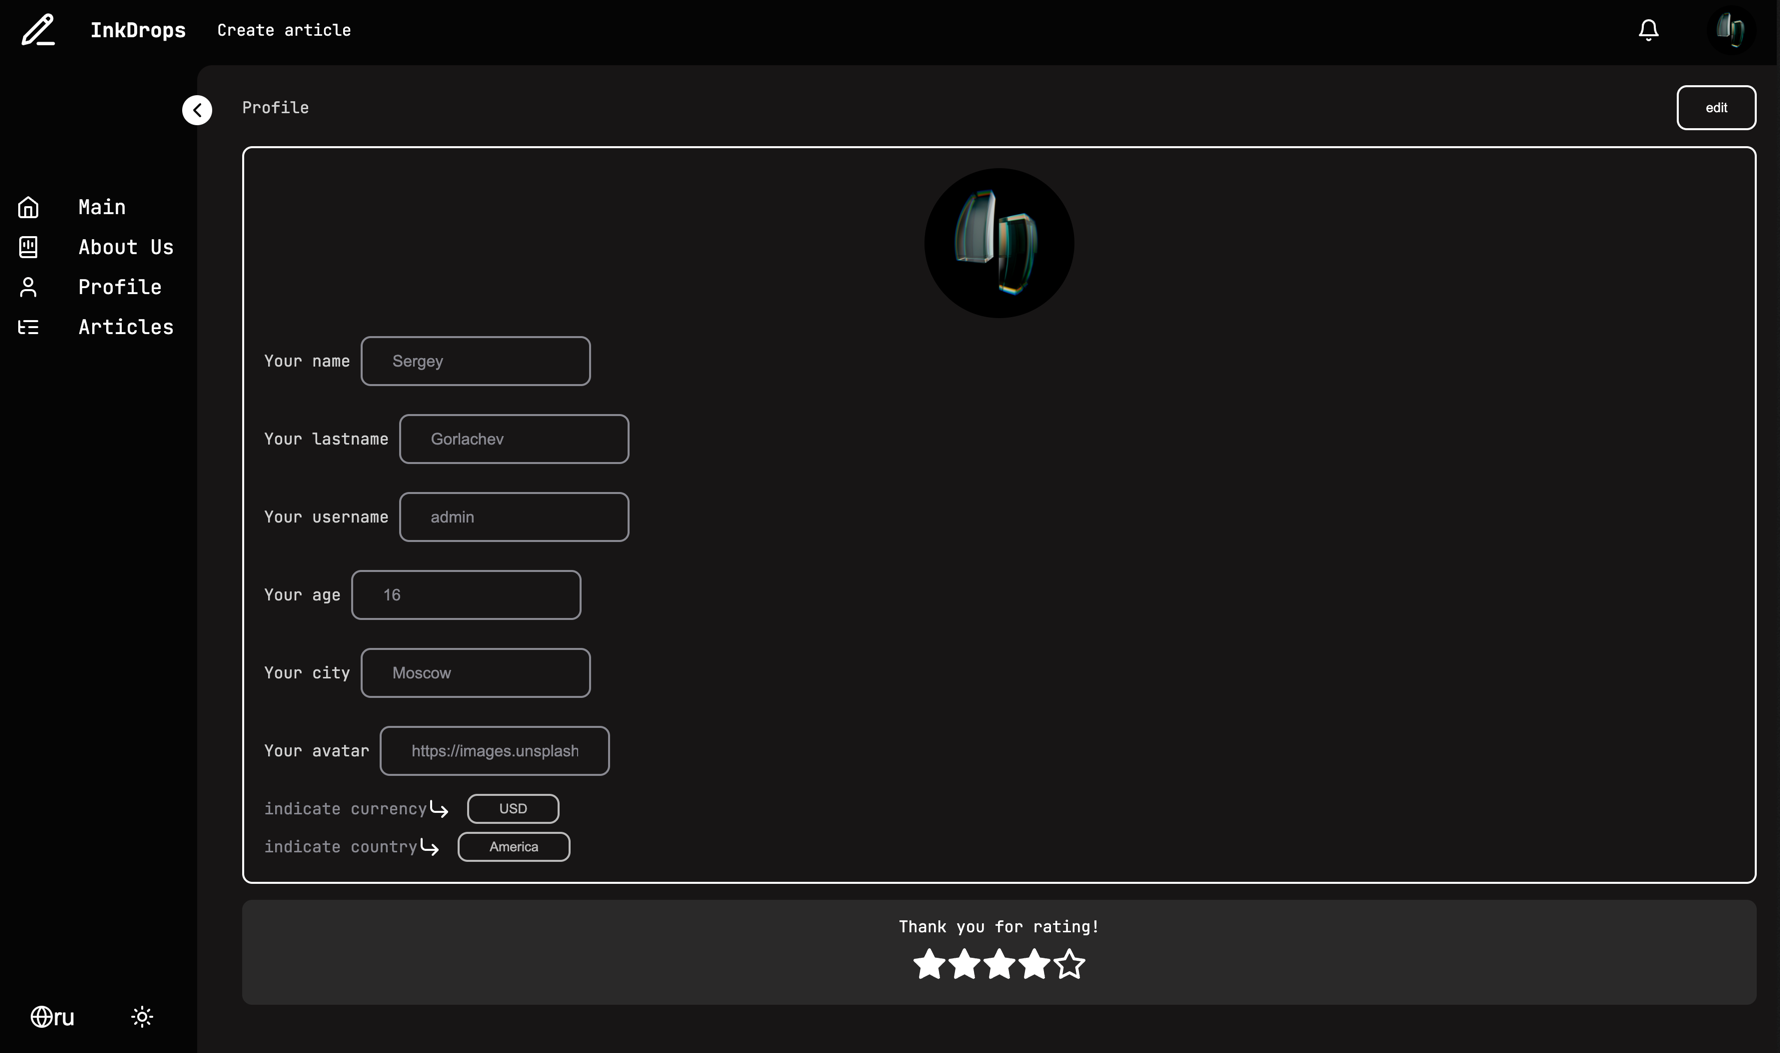 InkDrops
Create article
Profile
edit
Main
About Us
Profile
Articles
Your name Sergey
Your lastname Gorlachev
Your username admin
Your age 16
Your city Moscow
Your avatar https://images.unsplash
indicate currency USD
indicate country America
Thank you for rating!
ru